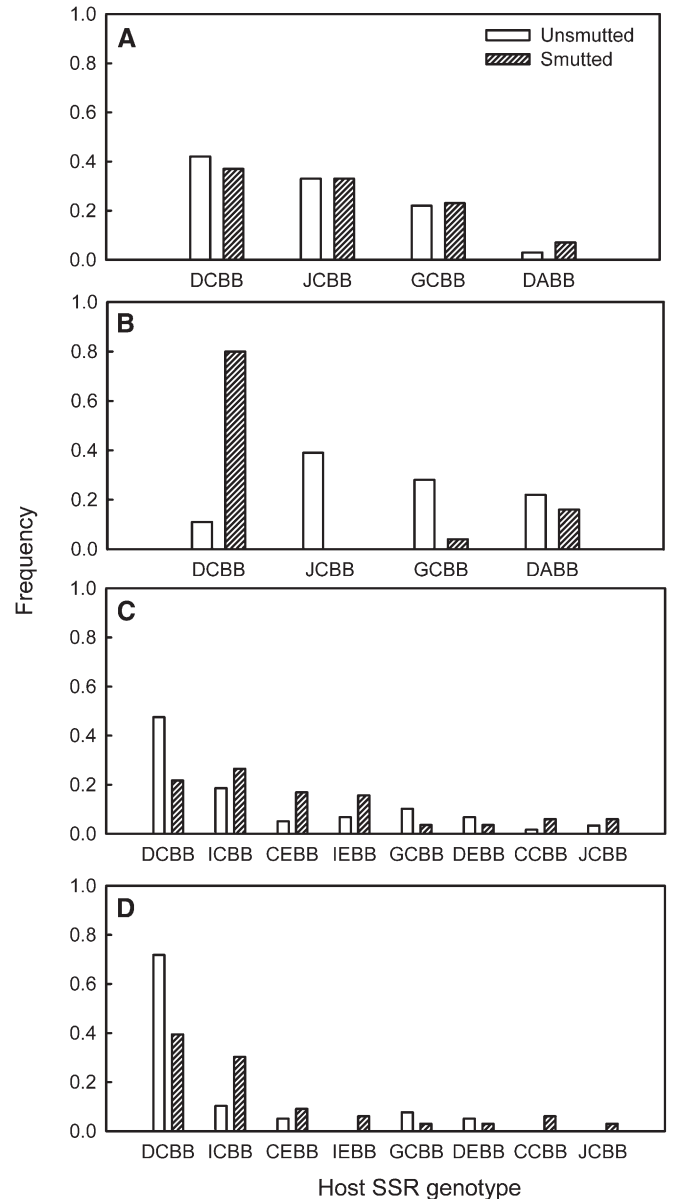 1.0
A
Unsmutted
Smutted
0.8
0.6
0.4
0.2
0.0
DCBB JCBB GCBB DABB
1.0
B
0.8
0.6
0.4
0.2
0.0
DCBB JCBB GCBB DABB
Frequency
1.0
C
0.8
0.6
0.4
0.2
0.0
DCBB ICBB CEBB IEBB GCBB DEBB CCBB JCBB
1.0
D
0.8
0.6
0.4
0.2
0.0
DCBB ICBB CEBB IEBB GCBB DEBB CCBB JCBB
Host SSR genotype